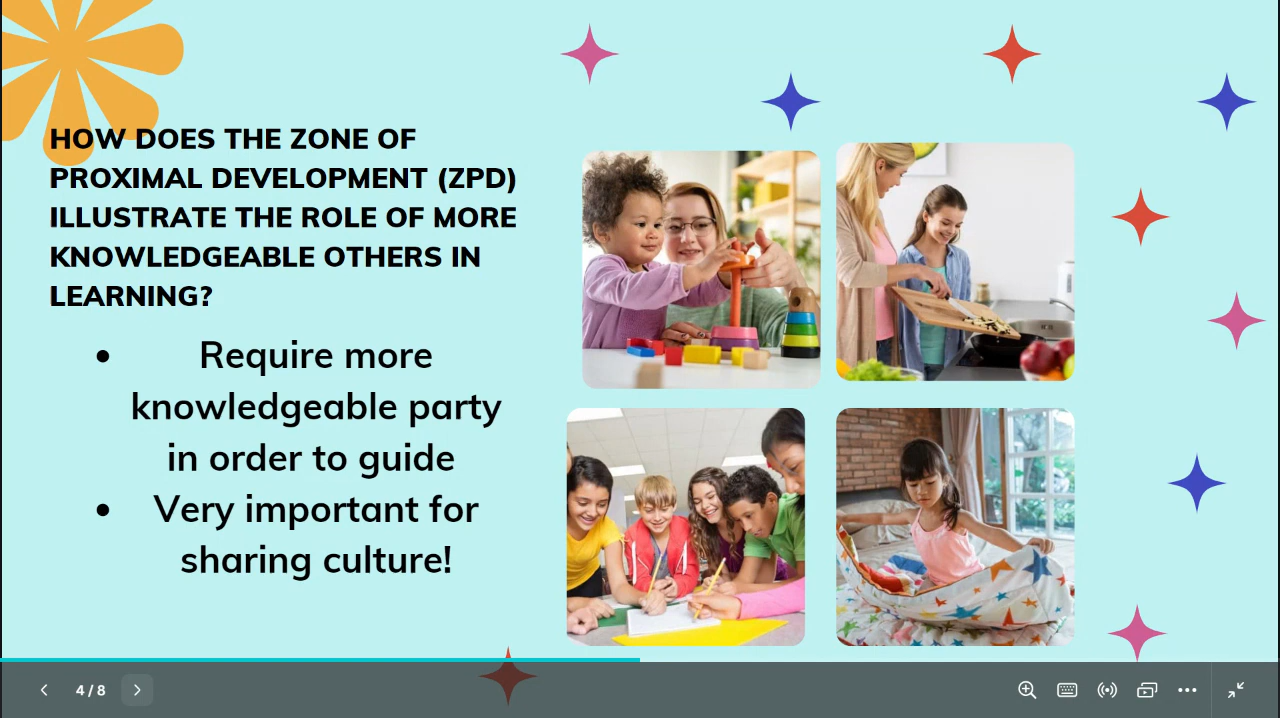 HOW DOES THE ZONE OF
PROXIMAL DEVELOPMENT (ZPD)
ILLUSTRATE THE ROLE OF MORE
KNOWLEDGEABLE OTHERS IN
LEARNING?
• Require more
knowledgeable party
in order to guide
• Very important for
sharing culture!
4 / 8